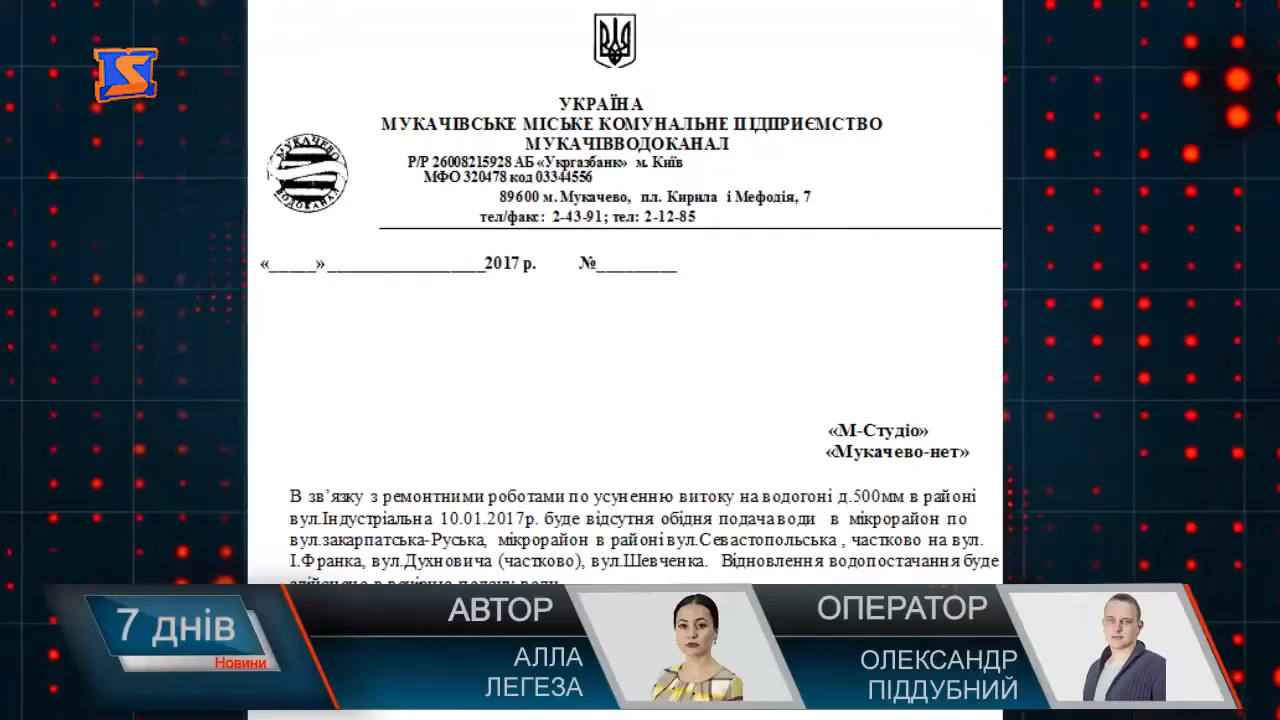 УКРАЇНА
МУКАЧІВСЬКЕ МІСЬКЕ КОМУНАЛЬНЕ ПІДПРИЄМСТВО
МУКАЧІВВОДОКАНАЛ
Р/Р 26008215928 АБ «Укргазбанк» м. Київ
МФО 320478 код 03344556
89600 м. Мукачево, пл. Кирила і Мефодія, 7
тел/факс: 2-43-91; тел: 2-12-85
МУКАЧЕВО
ВОДОКАНАЛ
«_____» _________________2017 р. №_________
«М-Студіо»
«Мукачево-нет»
В зв’язку з ремонтними роботами по усуненню витоку на водогоні д.500мм в районі
вул.Індустріальна 10.01.2017р. буде відсутня обідня подача води в мікрорайон по
вул.закарпатська-Руська, мікрорайон в районі вул.Севастопольська , частково на вул.
І.Франка, вул.Духновича (частково), вул.Шевченка. Відновлення водопостачання буде
7 днів
Новини
АВТОР
АЛЛА
ЛЕГЕЗА
ОПЕРАТОР
ОЛЕКСАНДР
ПІДДУБНИЙ